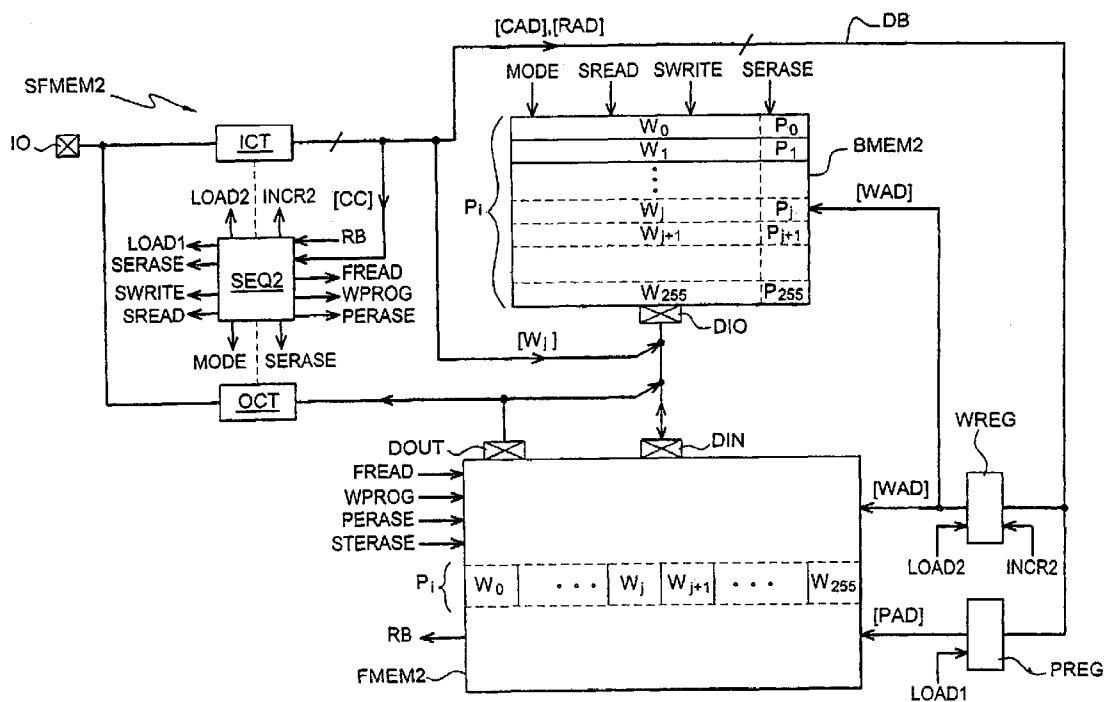 [CAD],[RAD]
DB
MODE SREAD SWRITE SERASE
SFMEM2
IO
ICT
W0 P0
W1 P1
BMEM2
LOAD2 INCR2
[CC]
Pi
[WAD]
Wj Pj
Wj+1 Pj+1
LOAD1
RB
SERASE
SEQ2
FREAD
SWRITE
WPROG
SREAD
PERASE
W255 P255
DIO
MODE SERASE
[Wj]
OCT
DOUT
DIN
WREG
FREAD
WPROG
PERASE
STERASE
[WAD]
LOAD2 INCR2
Pi
W0 Wj Wj+1 W255
RB
[PAD]
FMEM2
PREG
LOAD1